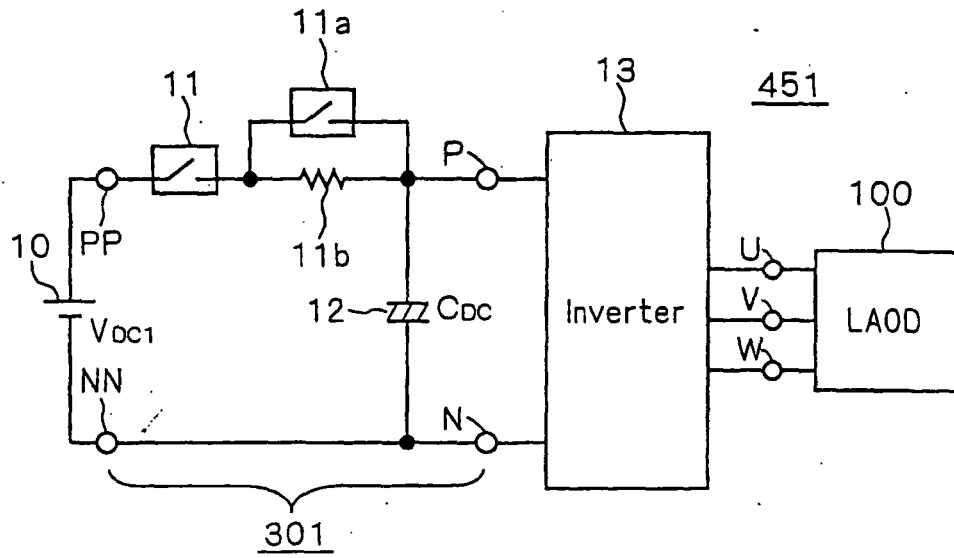 11a
11
13
451
P
100
PP
11b
10
U
12
CDC
Inverter
V
LAOD
VDC1
W
NN
N
301